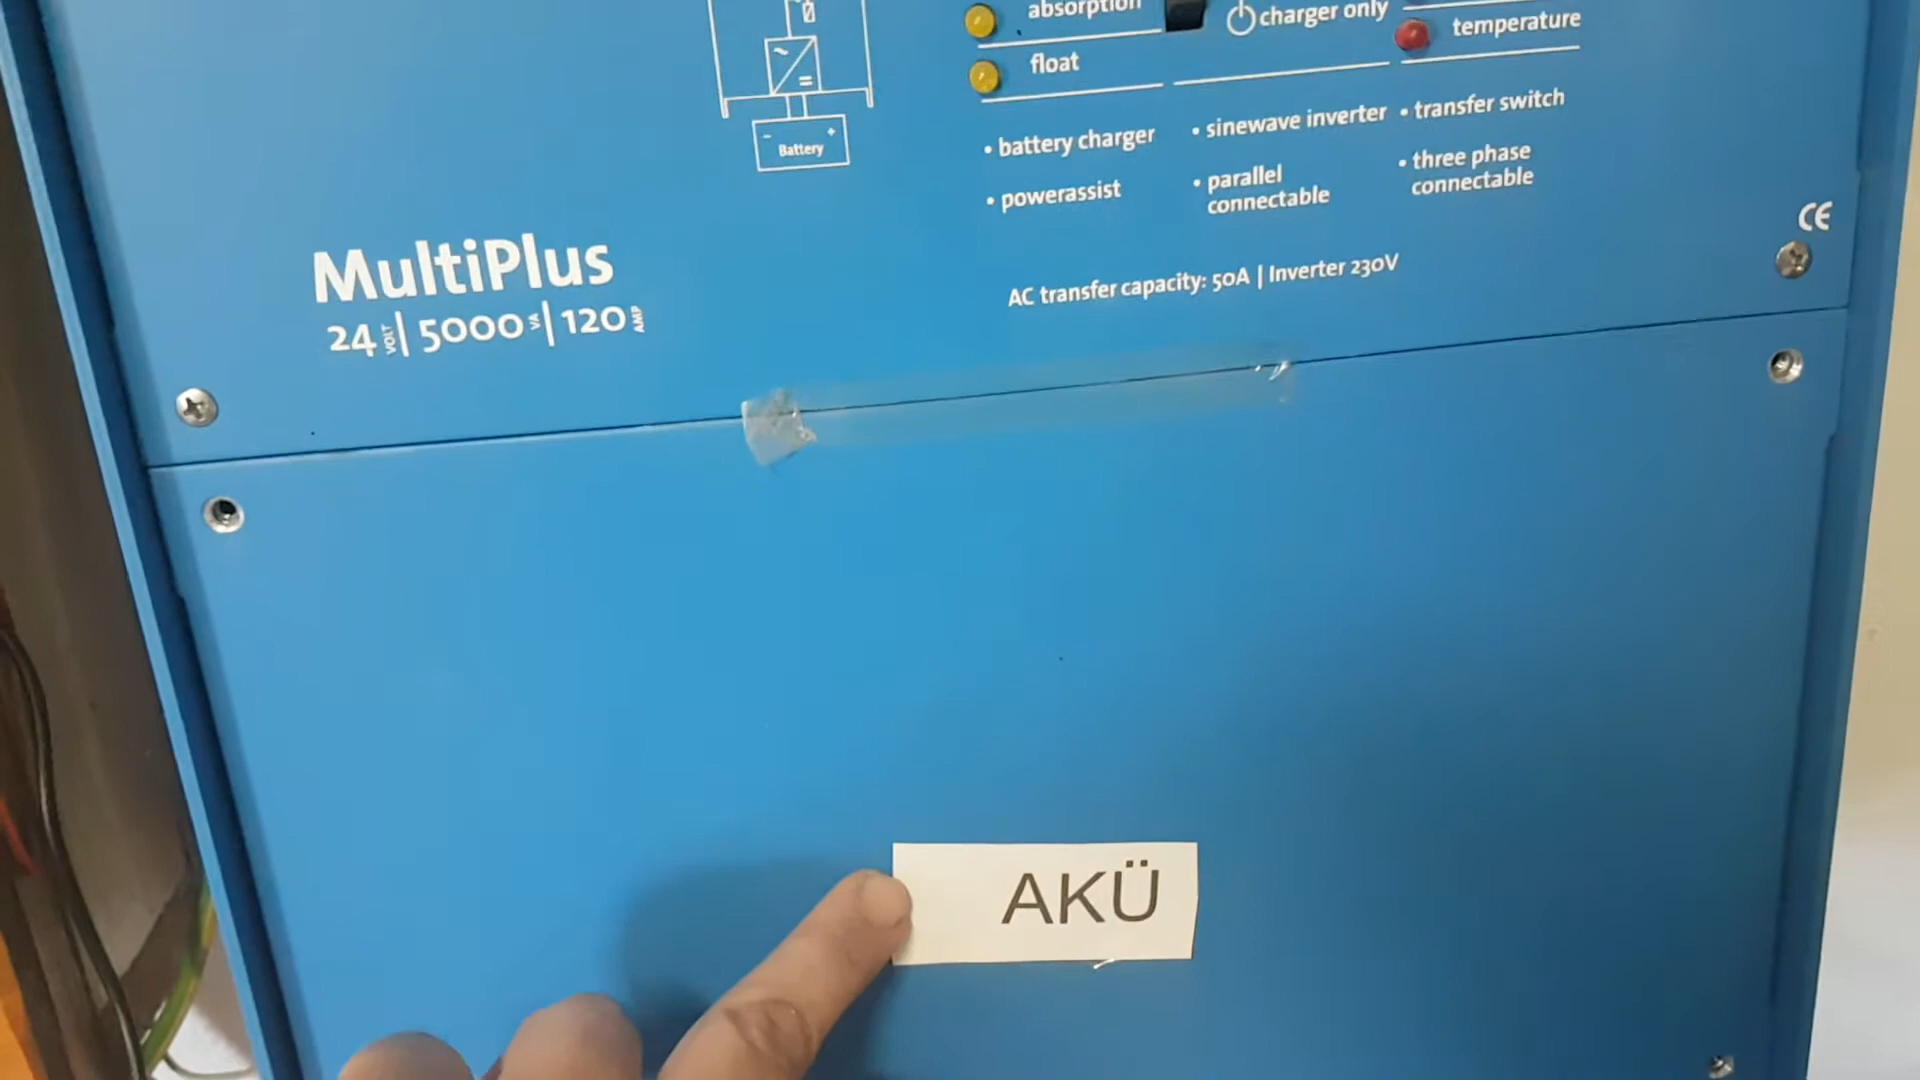 absorption
charger only
temperature
float
~
=
- +
Battery
• battery charger
• sinewave inverter
• transfer switch
• powerassist
• parallel
connectable
• three phase
connectable
CE
MultiPlus
24 VOLT | 5000 VA | 120 AMP
AC transfer capacity: 50A | Inverter 230V
AKÜ